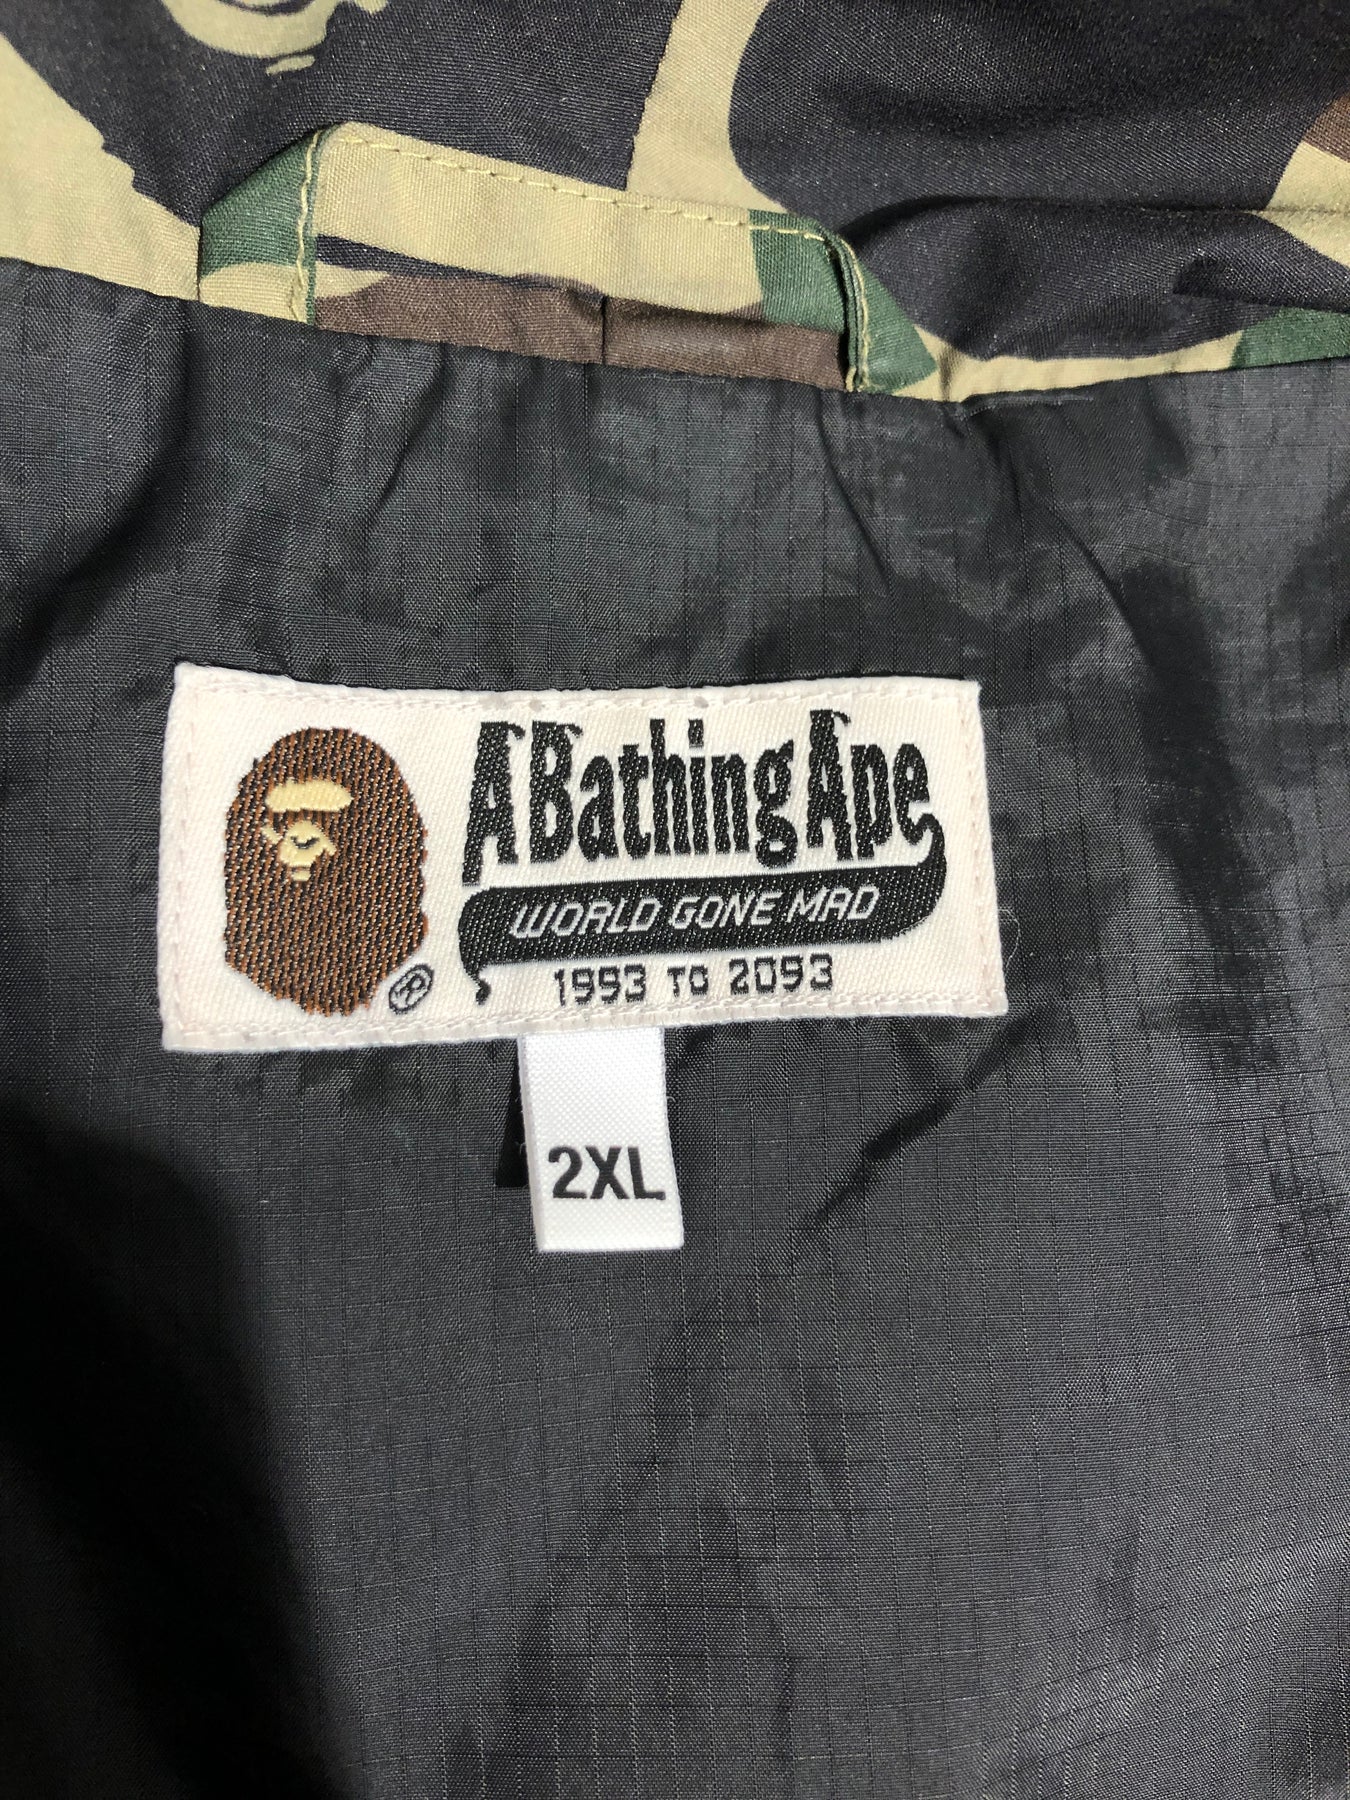 A Bathing Ape
WORLD GONE MAD
1993 TO 2093
®
2XL